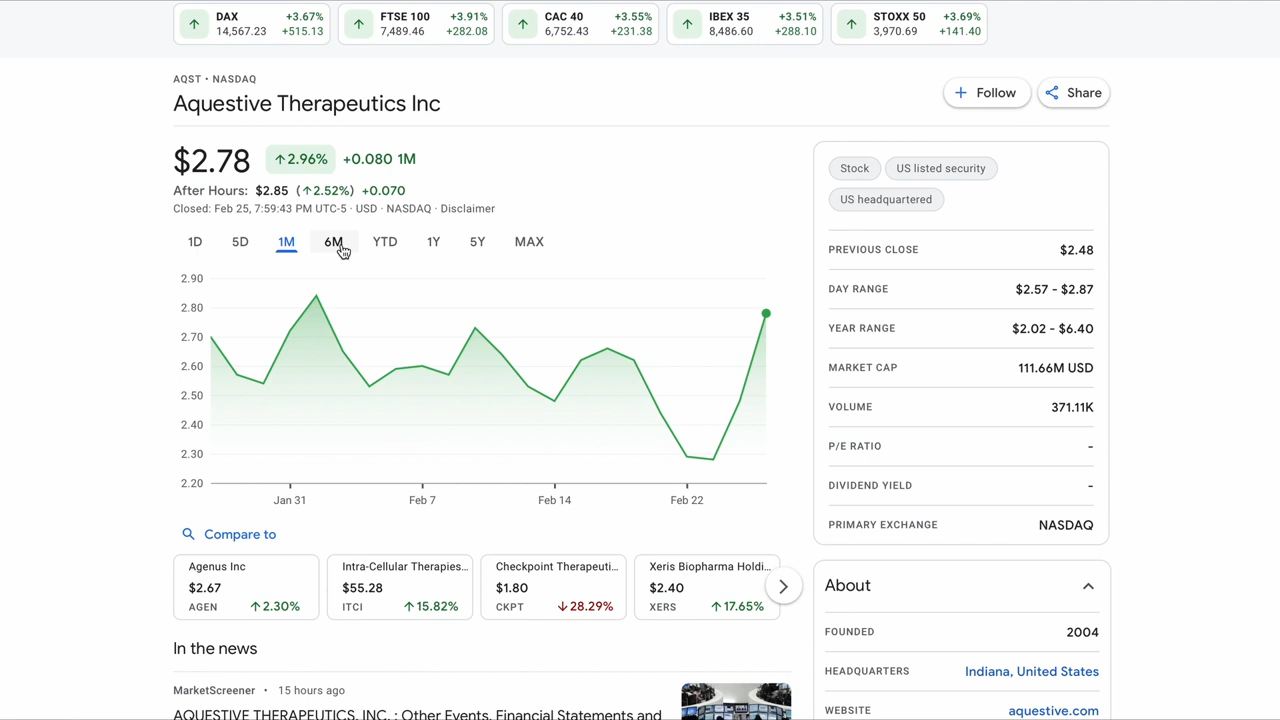 DAX +3.67%
14,567.23 +515.13
FTSE 100 +3.91%
7,489.46 +282.08
CAC 40 +3.55%
6,752.43 +231.38
IBEX 35 +3.51%
8,486.60 +288.10
STOXX 50 +3.69%
3,970.69 +141.40
AQST • NASDAQ
Aquestive Therapeutics Inc
Follow
Share
$2.78 ↑2.96% +0.080 1M
After Hours: $2.85 (↑2.52%) +0.070
Closed: Feb 25, 7:59:43 PM UTC-5 · USD · NASDAQ · Disclaimer
1D 5D 1M 6M YTD 1Y 5Y MAX
2.90
2.80
2.70
2.60
2.50
2.40
2.30
2.20
Jan 31 Feb 7 Feb 14 Feb 22
Compare to
Agenus Inc
$2.67
AGEN ↑2.30%
Intra-Cellular Therapies...
$55.28
ITCI ↑15.82%
Checkpoint Therapeuti...
$1.80
CKPT ↓28.29%
Xeris Biopharma Holdi...
$2.40
XERS ↑17.65%
In the news
MarketScreener • 15 hours ago
AQUESTIVE THERAPEUTICS, INC. : Other Events, Financial Statements and
Stock US listed security
US headquartered
PREVIOUS CLOSE $2.48
DAY RANGE $2.57 - $2.87
YEAR RANGE $2.02 - $6.40
MARKET CAP 111.66M USD
VOLUME 371.11K
P/E RATIO -
DIVIDEND YIELD -
PRIMARY EXCHANGE NASDAQ
About
FOUNDED 2004
HEADQUARTERS Indiana, United States
WEBSITE aquestive.com